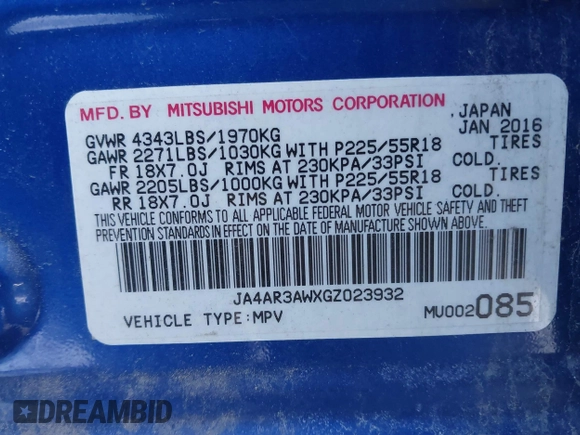 MFD. BY MITSUBISHI MOTORS CORPORATION, JAPAN
GVWR 4343LBS/1970KG JAN 2016
GAWR 2271LBS/1030KG WITH P225/55R18 TIRES
FR 18X7.0J RIMS AT 230KPA/33PSI COLD.
GAWR 2205LBS/1000KG WITH P225/55R18 TIRES
RR 18X7.0J RIMS AT 230KPA/33PSI COLD.
THIS VEHICLE CONFORMS TO ALL APPLICABLE FEDERAL MOTOR VEHICLE SAFETY AND THEFT
PREVENTION STANDARDS IN EFFECT ON THE DATE OF MANUFACTURE SHOWN ABOVE.
JA4AR3AWXGZ023932
VEHICLE TYPE:MPV MU002085
DREAMBID